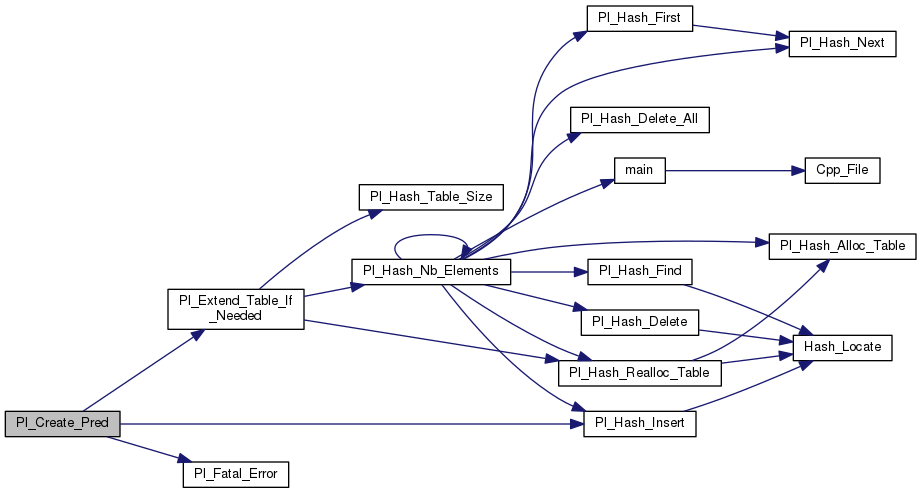 Pl_Hash_First
Pl_Hash_Next
Pl_Hash_Delete_All
main
Cpp_File
Pl_Hash_Table_Size
Pl_Hash_Alloc_Table
Pl_Hash_Nb_Elements
Pl_Hash_Find
Pl_Extend_Table_If
_Needed
Pl_Hash_Delete
Hash_Locate
Pl_Hash_Realloc_Table
Pl_Create_Pred
Pl_Hash_Insert
Pl_Fatal_Error